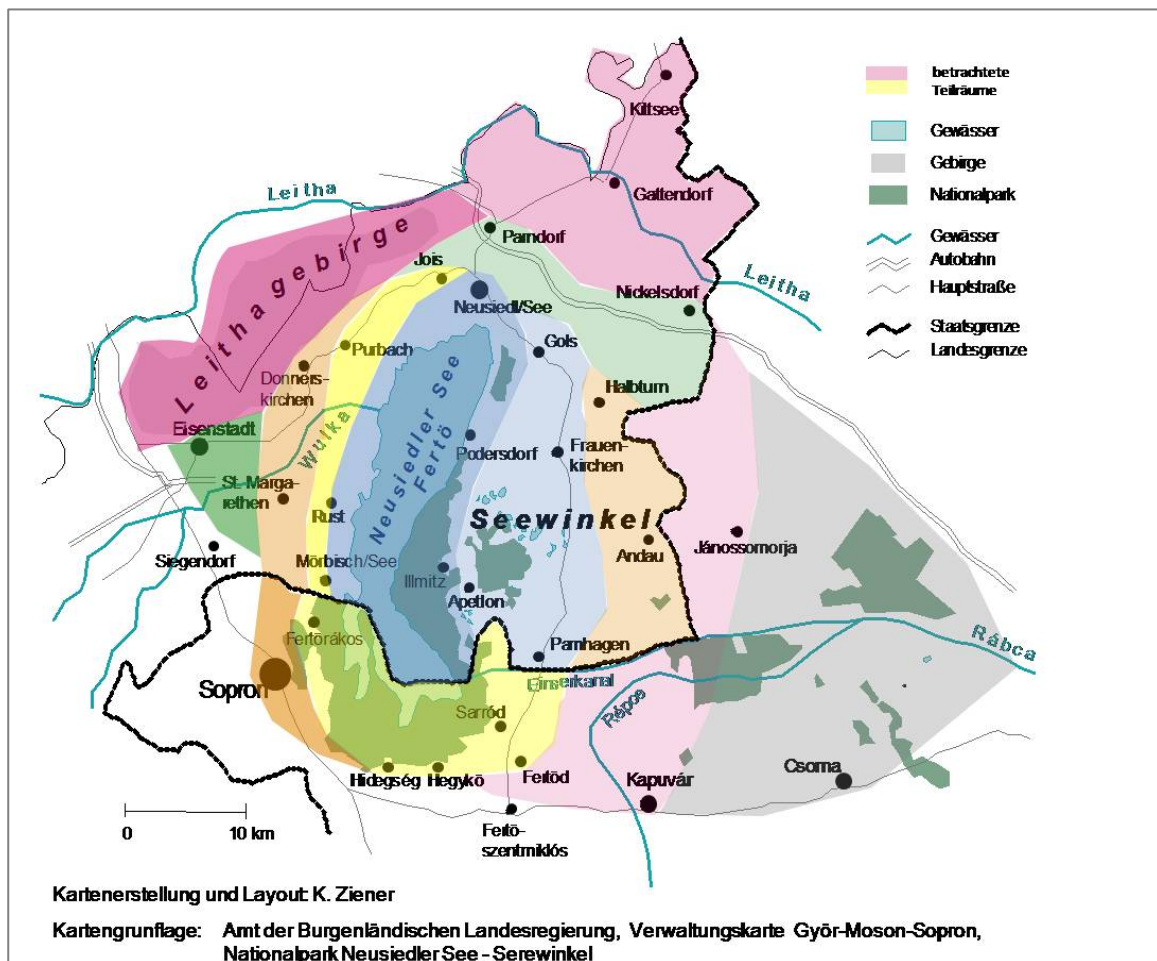 Kittsee
betrachtete
Teilräume
Gewässer
Gebirge
Nationalpark
Gewässer
Autobahn
Hauptstraße
Staatsgrenze
Landesgrenze
Leitha
Gattendorf
Parndorf
Leithagebirge
Jois
Neusiedl/See
Nickelsdorf
Leitha
Purbach
Gols
Donners-
kirchen
Halbturn
Eisenstadt
Wulka
Neusiedler See
Fertö
Podersdorf
Frauen-
kirchen
St. Marga-
rethen
Rust
Seewinkel
Andau
Jánossomorja
Siegendorf
Mörbisch/See
Illmitz
Apetlon
Fertörákos
Pamhagen
Rábca
Sopron
Einserkanal
Sarród
Répce
Hidegség
Hegykö
Fertöd
Kapuvár
Csorna
0 10 km
Fertö-
szentmiklós
Kartenerstellung und Layout: K. Ziener
Kartengrunflage: Amt der Burgenländischen Landesregierung, Verwaltungskarte Györ-Moson-Sopron,
Nationalpark Neusiedler See - Serewinkel